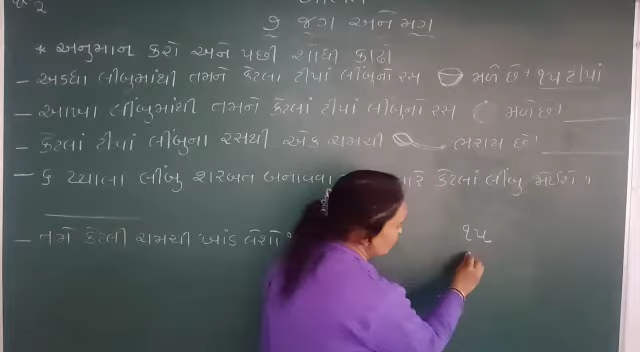 ૭ જગ અને મગ
* અનુમાન કરો અને પછી શોધી કાઢો
- અડધા લીંબુમાંથી તમને કેટલા ટીપાં લીંબુનો રસ મળે છે? ૧૫ ટીપાં
- આખા લીંબુમાંથી તમને કેટલાં ટીપાં લીંબુનો રસ મળે છે?
- કેટલાં ટીપાં લીંબુના રસથી એક ચમચી ભરાય છે?
- ૬ પ્યાલા લીંબુ શરબત બનાવવા કેટલાં લીંબુ જોઈશે?
- તમે કેટલી ચમચી ખાંડ લેશો?
૧૫